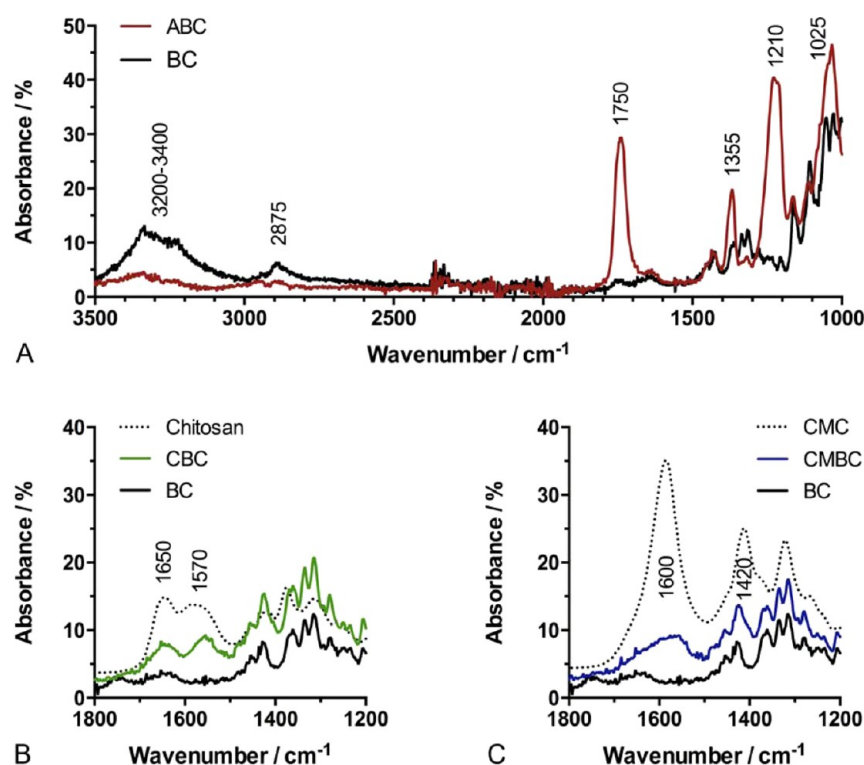 ABC
BC
50
40
30
20
10
0
Absorbance / %
3200-3400
2875
1750
1355
1210
1025
3500
3000
2500
2000
1500
1000
Wavenumber / cm-1
A
Chitosan
CBC
BC
40
30
20
10
0
Absorbance / %
1650
1570
1800
1600
1400
1200
Wavenumber / cm-1
B
CMC
CMBC
BC
40
30
20
10
0
Absorbance / %
1600
1420
1800
1600
1400
1200
Wavenumber / cm-1
C